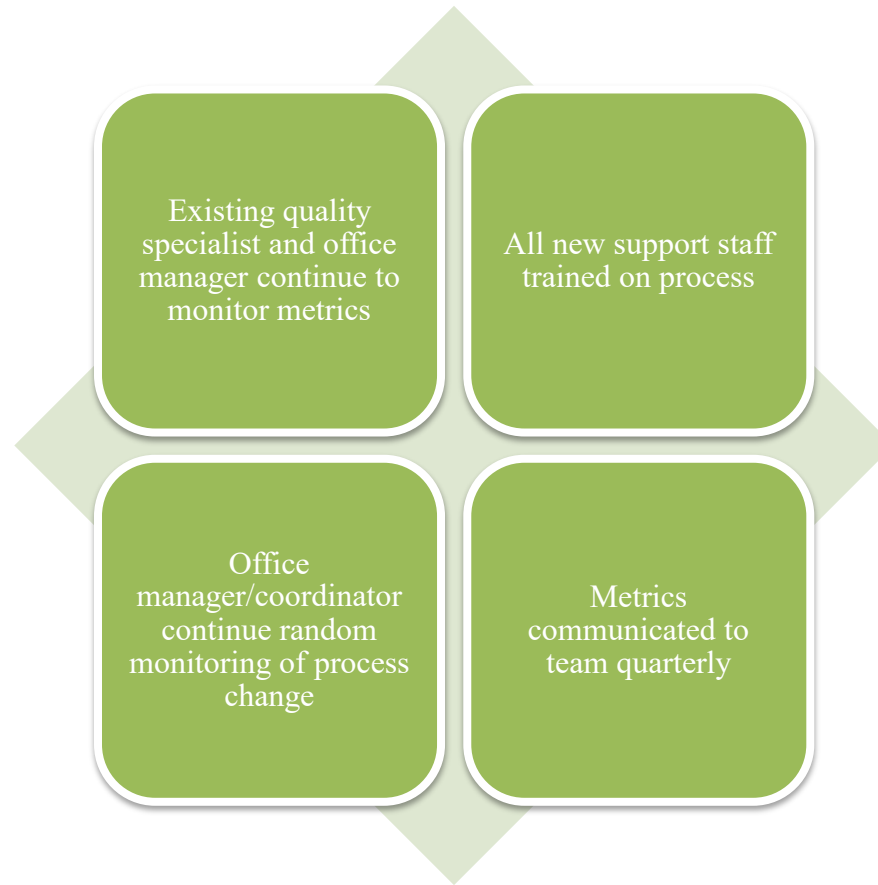 Existing quality
specialist and office
manager continue to
monitor metrics
All new support staff
trained on process
Office
manager/coordinator
continue random
monitoring of process
change
Metrics
communicated to
team quarterly